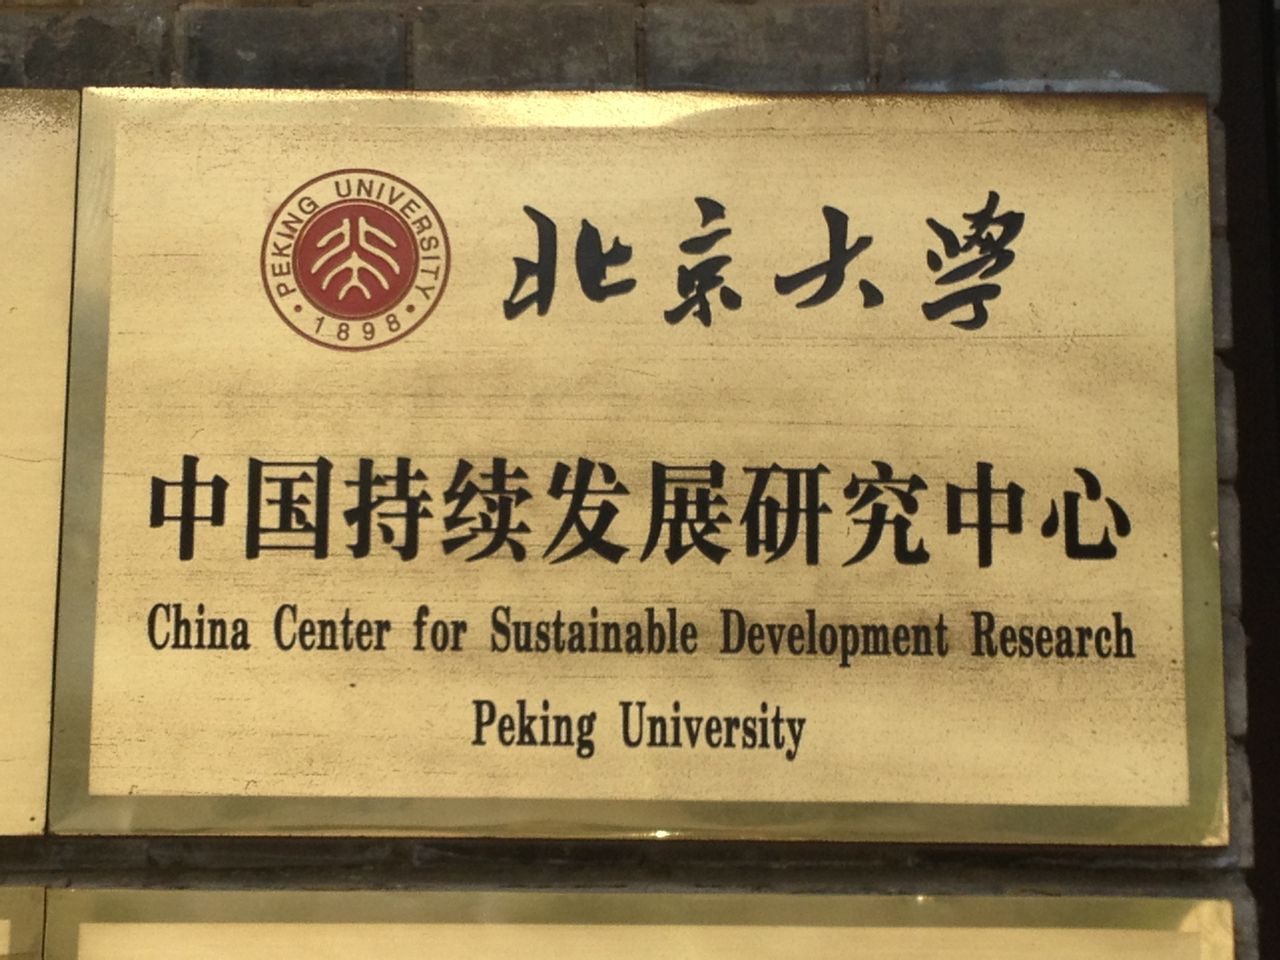 PEKING UNIVERSITY
1898
北京大學
中国持续发展研究中心
China Center for Sustainable Development Research
Peking University